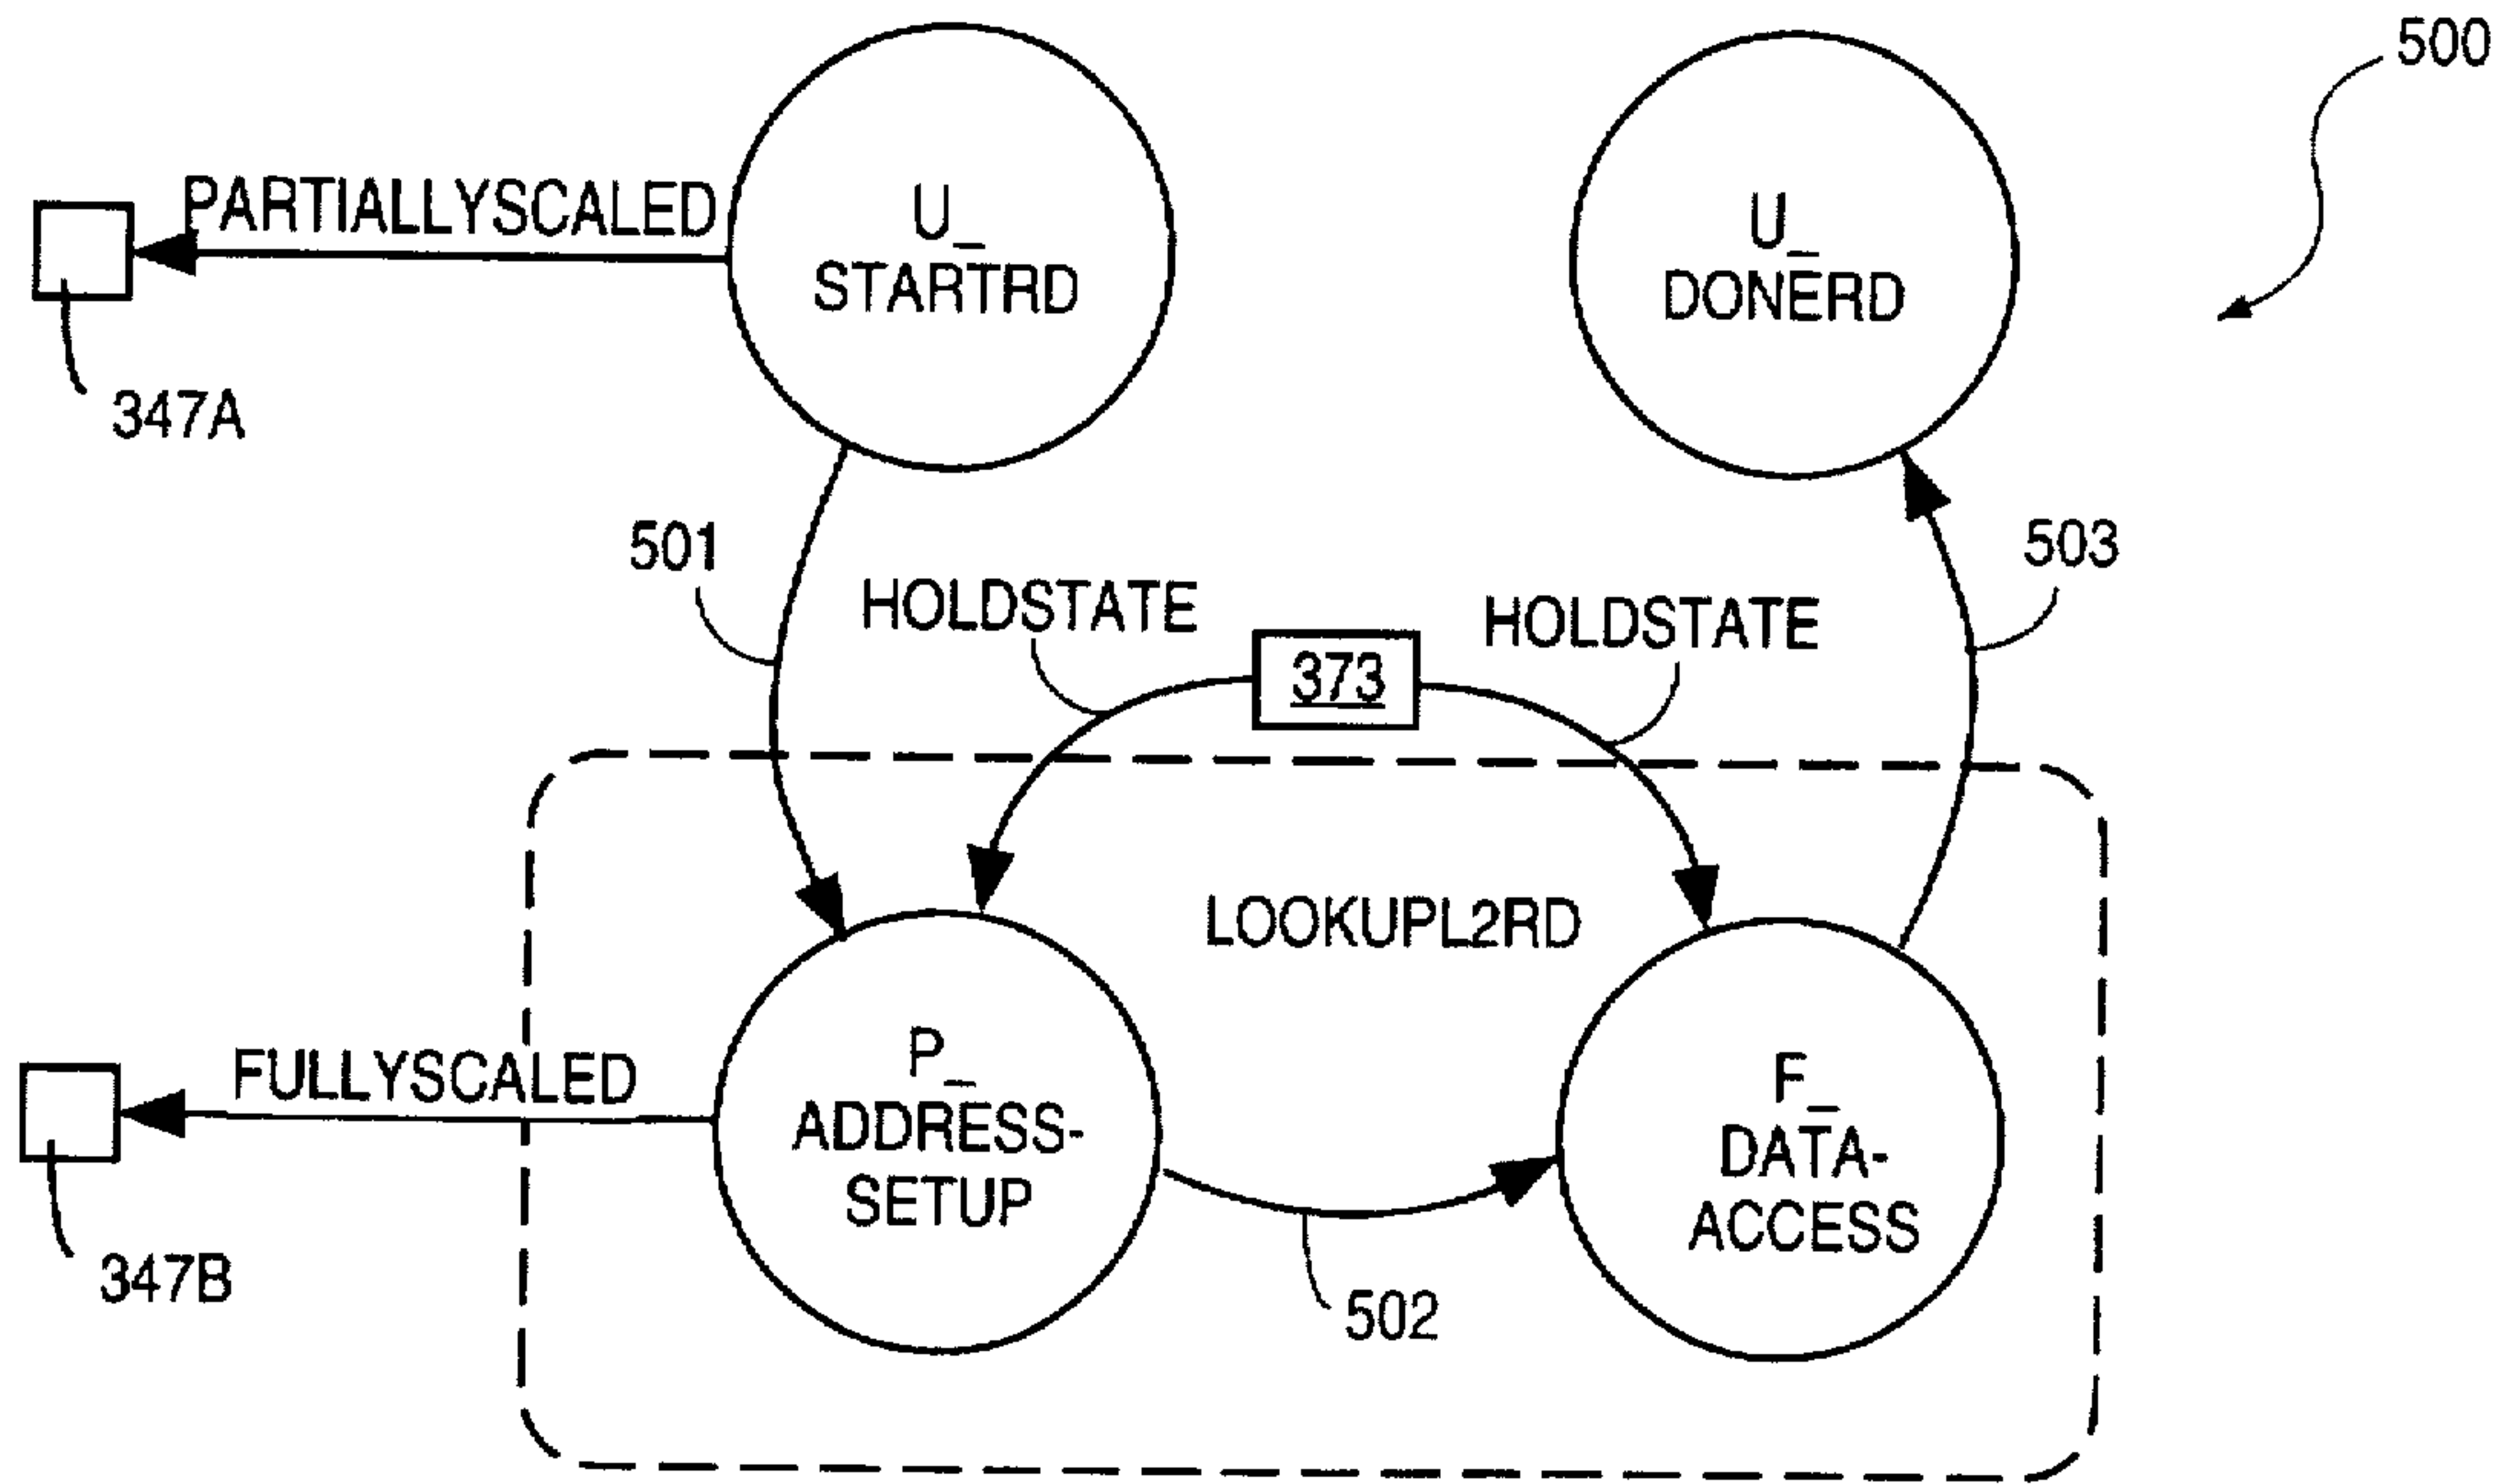 500
PARTIALLYSCALED
U_
STARTRD
U_
DONERD
347A
501
HOLDSTATE
373
HOLDSTATE
503
LOOKUPL2RD
FULLYSCALED
P_
ADDRESS-
SETUP
F_
DATA-
ACCESS
347B
502